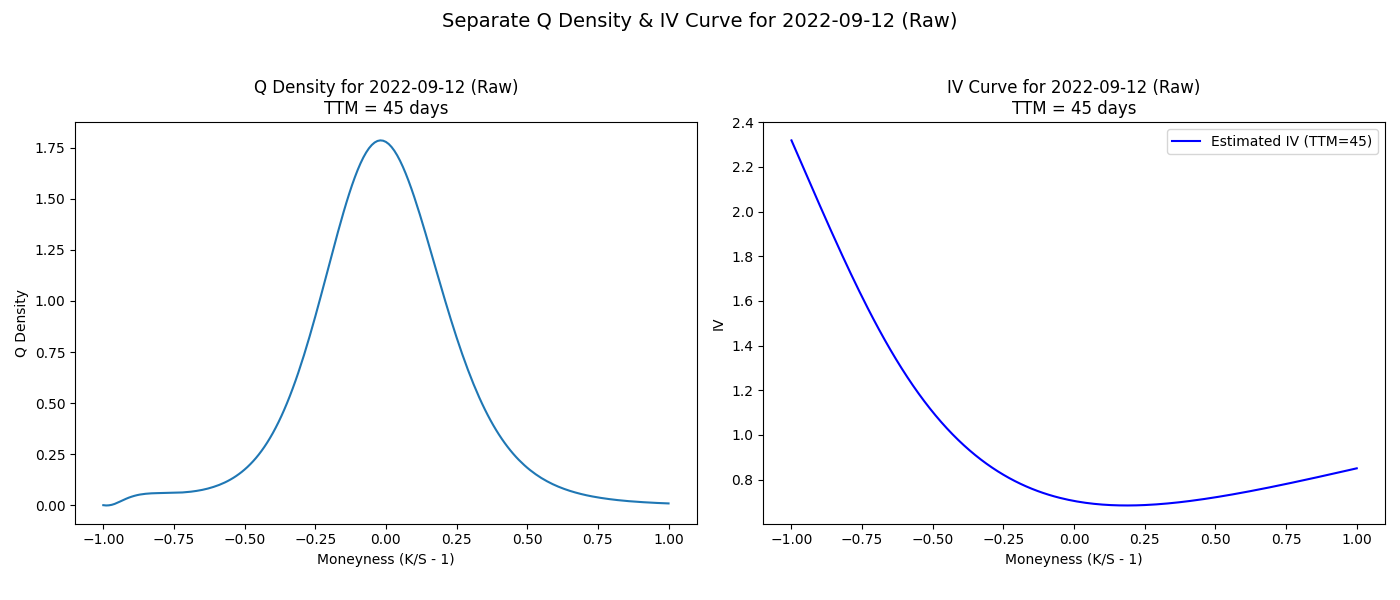 Separate Q Density & IV Curve for 2022-09-12 (Raw)
Q Density for 2022-09-12 (Raw)
TTM = 45 days
Q Density
1.75
1.50
1.25
1.00
0.75
0.50
0.25
0.00
−1.00 −0.75 −0.50 −0.25 0.00 0.25 0.50 0.75 1.00
Moneyness (K/S - 1)
IV Curve for 2022-09-12 (Raw)
TTM = 45 days
Estimated IV (TTM=45)
IV
2.4
2.2
2.0
1.8
1.6
1.4
1.2
1.0
0.8
−1.00 −0.75 −0.50 −0.25 0.00 0.25 0.50 0.75 1.00
Moneyness (K/S - 1)